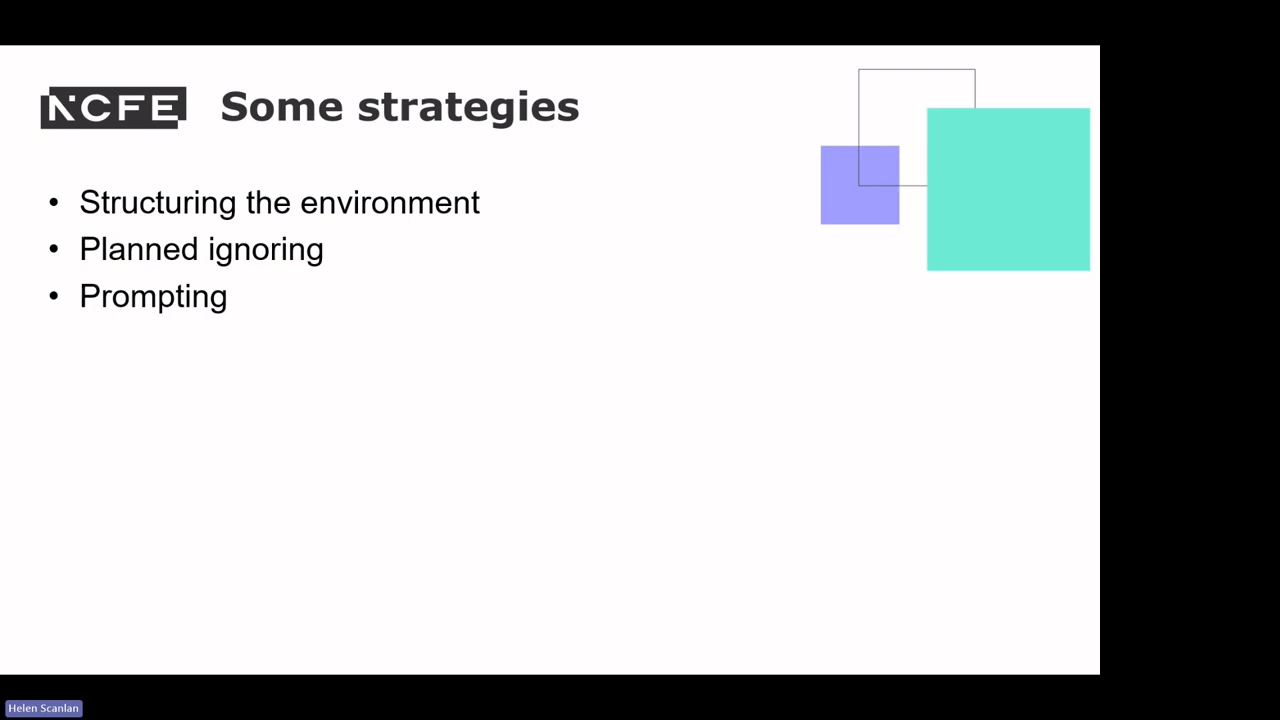 NCFE Some strategies
• Structuring the environment
• Planned ignoring
• Prompting
Helen Scanlan